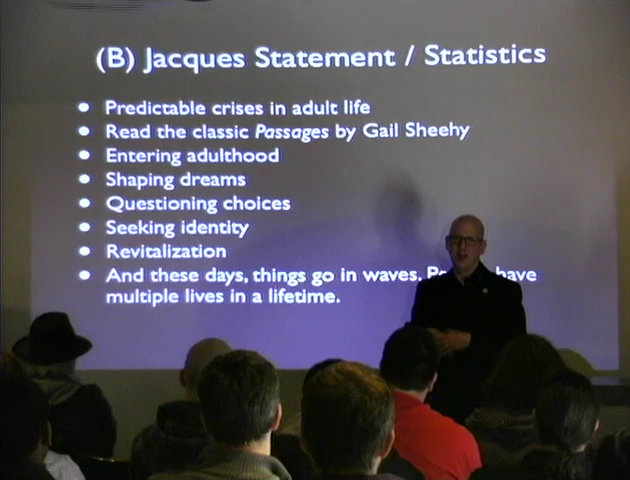 (B) Jacques Statement / Statistics
• Predictable crises in adult life
• Read the classic Passages by Gail Sheehy
• Entering adulthood
• Shaping dreams
• Questioning choices
• Seeking identity
• Revitalization
• And these days, things go in waves. have
multiple lives in a lifetime.